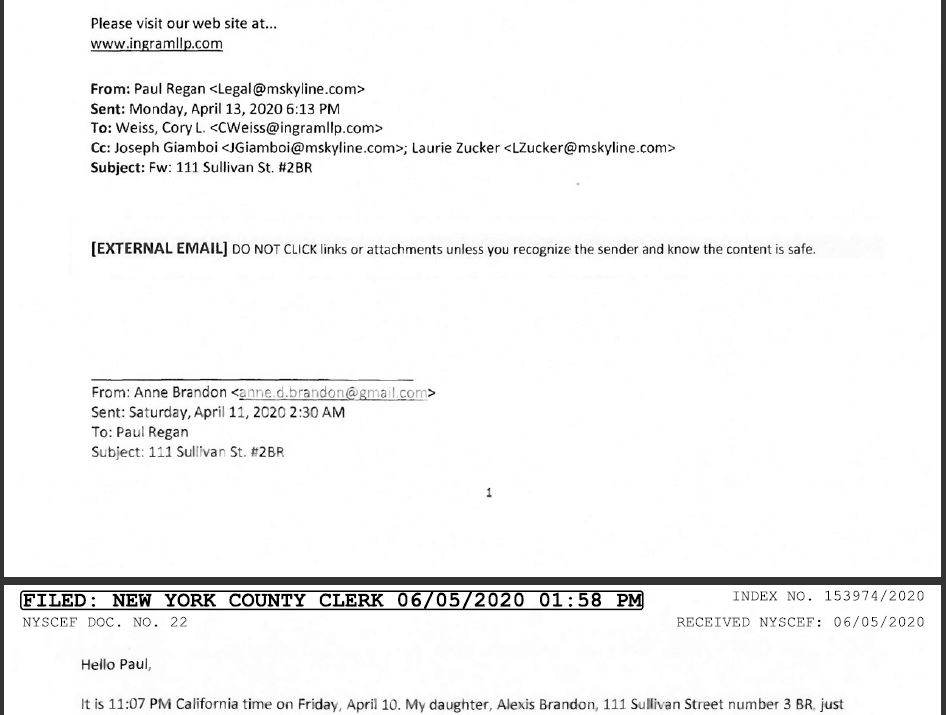 Please visit our web site at...
www.ingramllp.com
From: Paul Regan <Legal@mskyline.com>
Sent: Monday, April 13, 2020 6:13 PM
To: Weiss, Cory L. <CWeiss@ingramllp.com>
Cc: Joseph Giamboi <JGiamboi@mskyline.com>; Laurie Zucker <LZucker@mskyline.com>
Subject: Fw: 111 Sullivan St. #2BR
[EXTERNAL EMAIL] DO NOT CLICK links or attachments unless you recognize the sender and know the content is safe.
From: Anne Brandon <anne.d.brandon@gmail.com>
Sent: Saturday, April 11, 2020 2:30 AM
To: Paul Regan
Subject: 111 Sullivan St. #2BR
1
FILED: NEW YORK COUNTY CLERK 06/05/2020 01:58 PM
INDEX NO. 153974/2020
NYSCEF DOC. NO. 22
RECEIVED NYSCEF: 06/05/2020
Hello Paul,
It is 11:07 PM California time on Friday, April 10. My daughter, Alexis Brandon, 111 Sullivan Street number 3 BR, just